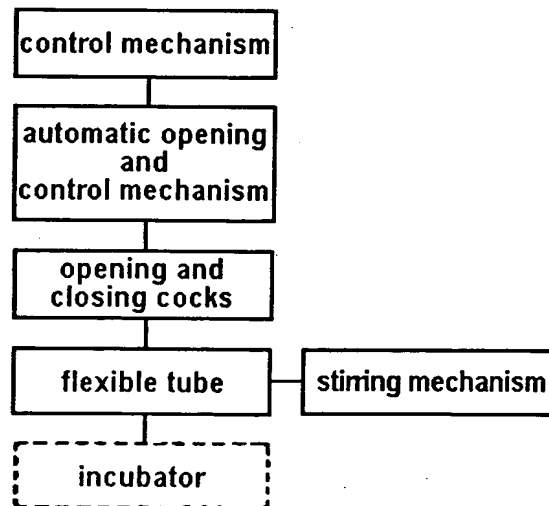 control mechanism
automatic opening
and
control mechanism
opening and
closing cocks
flexible tube
stirring mechanism
incubator